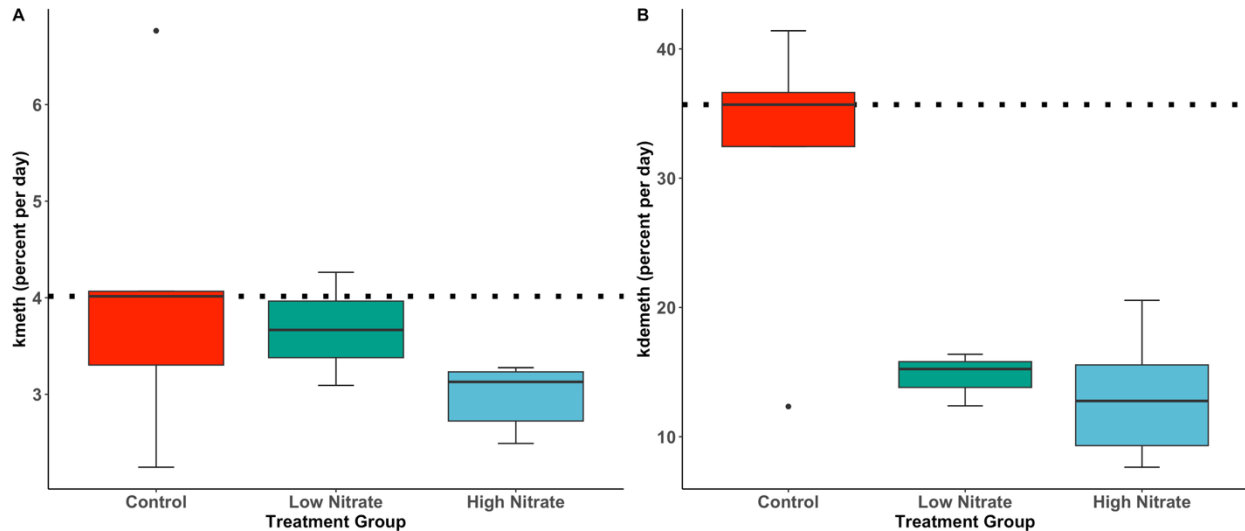 A
kmeth (percent per day)
6
5
4
3
Control Low Nitrate High Nitrate
Treatment Group
B
kdemeth (percent per day)
40
30
20
10
Control Low Nitrate High Nitrate
Treatment Group